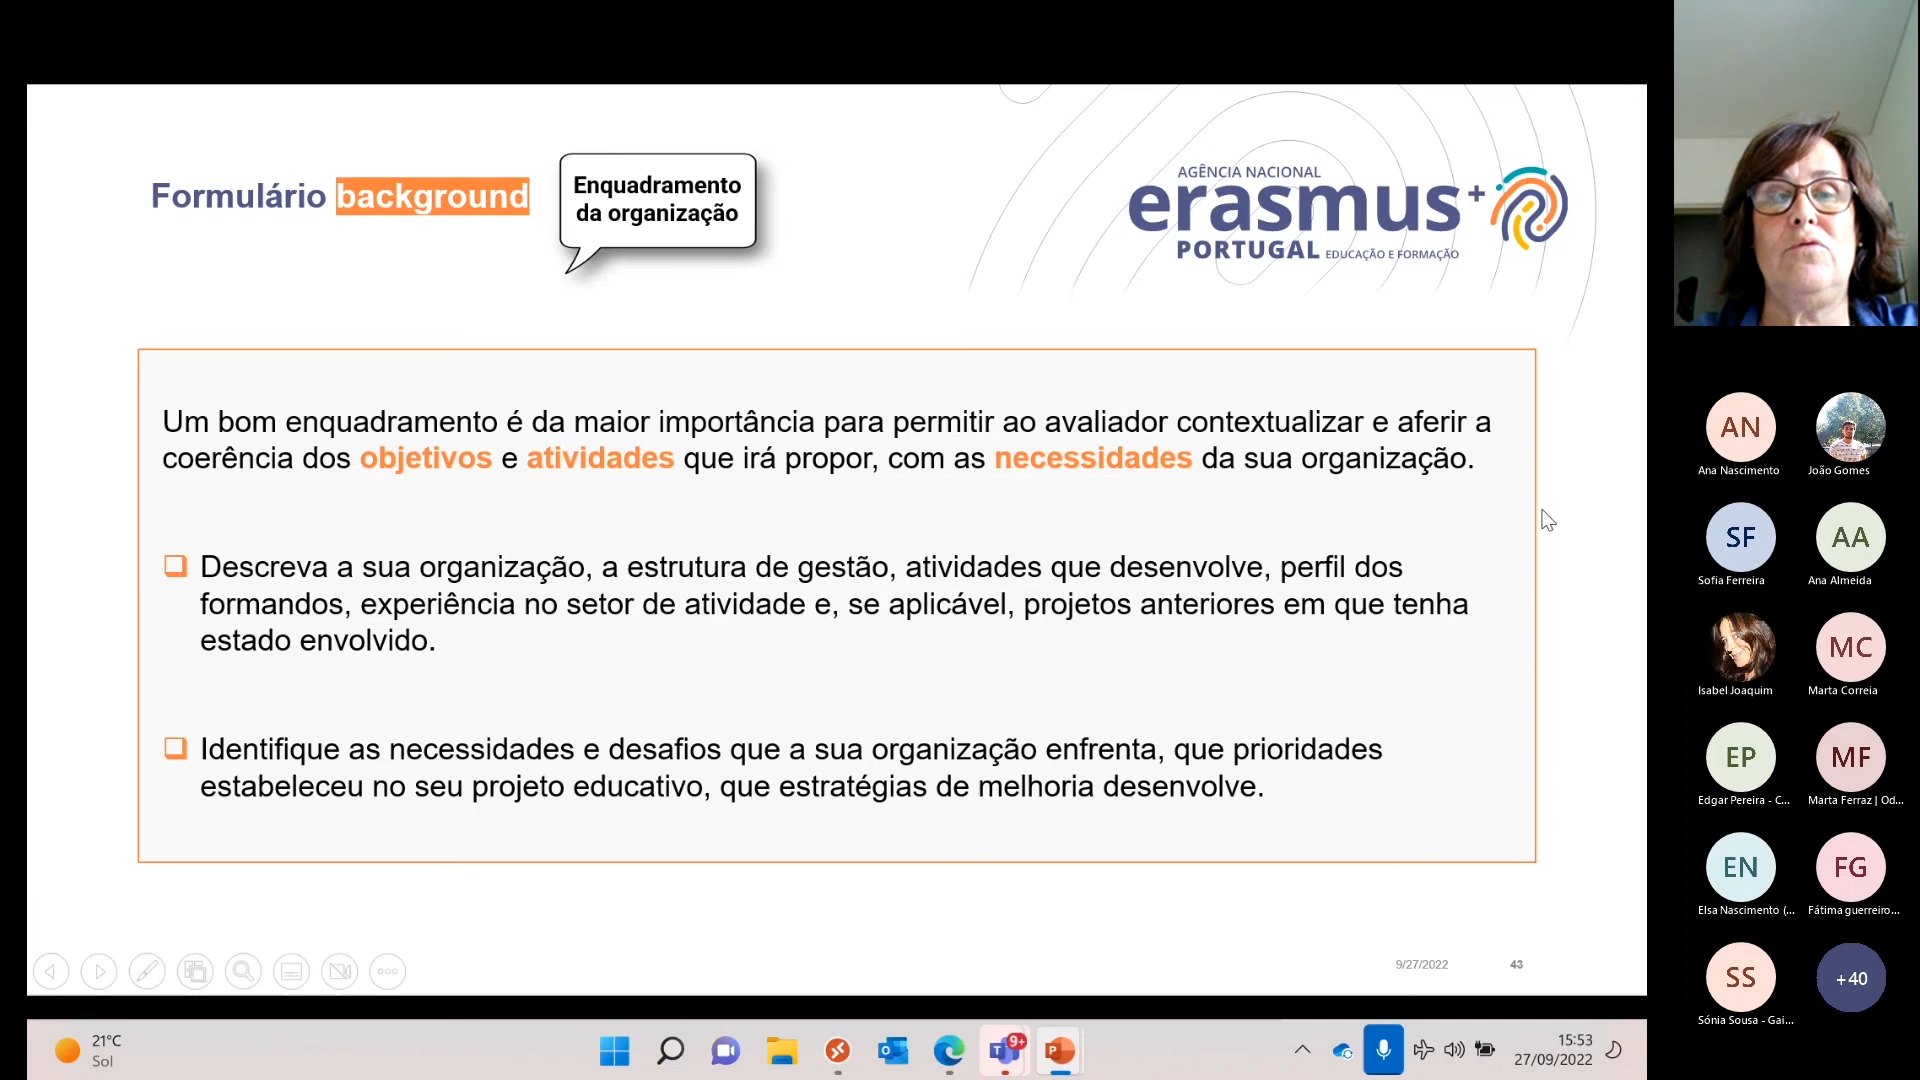 Formulário background
Enquadramento
da organização
AGÊNCIA NACIONAL
erasmus+
PORTUGAL EDUCAÇÃO E FORMAÇÃO
Um bom enquadramento é da maior importância para permitir ao avaliador contextualizar e aferir a
coerência dos objetivos e atividades que irá propor, com as necessidades da sua organização.
Descreva a sua organização, a estrutura de gestão, atividades que desenvolve, perfil dos
formandos, experiência no setor de atividade e, se aplicável, projetos anteriores em que tenha
estado envolvido.
Identifique as necessidades e desafios que a sua organização enfrenta, que prioridades
estabeleceu no seu projeto educativo, que estratégias de melhoria desenvolve.
9/27/2022 43
AN
Ana Nascimento
João Gomes
SF
Sofia Ferreira
AA
Ana Almeida
Isabel Joaquim
MC
Marta Correia
EP
Edgar Pereira - C...
MF
Marta Ferraz | Od...
EN
Elsa Nascimento (...
FG
Fátima guerreiro...
SS
Sónia Sousa - Gai...
+40
21°C
Sol
9+
15:53
27/09/2022